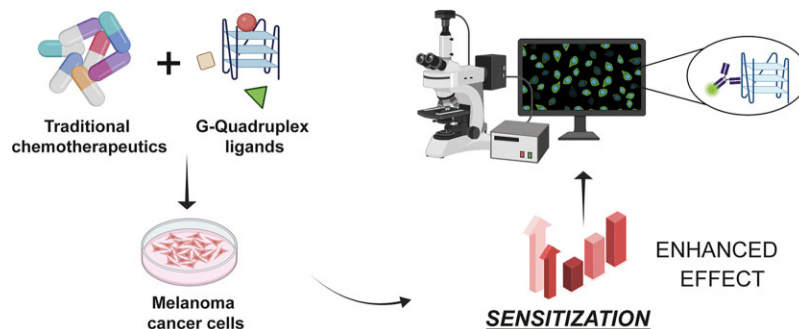 Traditional
chemotherapeutics
G-Quadruplex
ligands
Melanoma
cancer cells
SENSITIZATION
ENHANCED
EFFECT